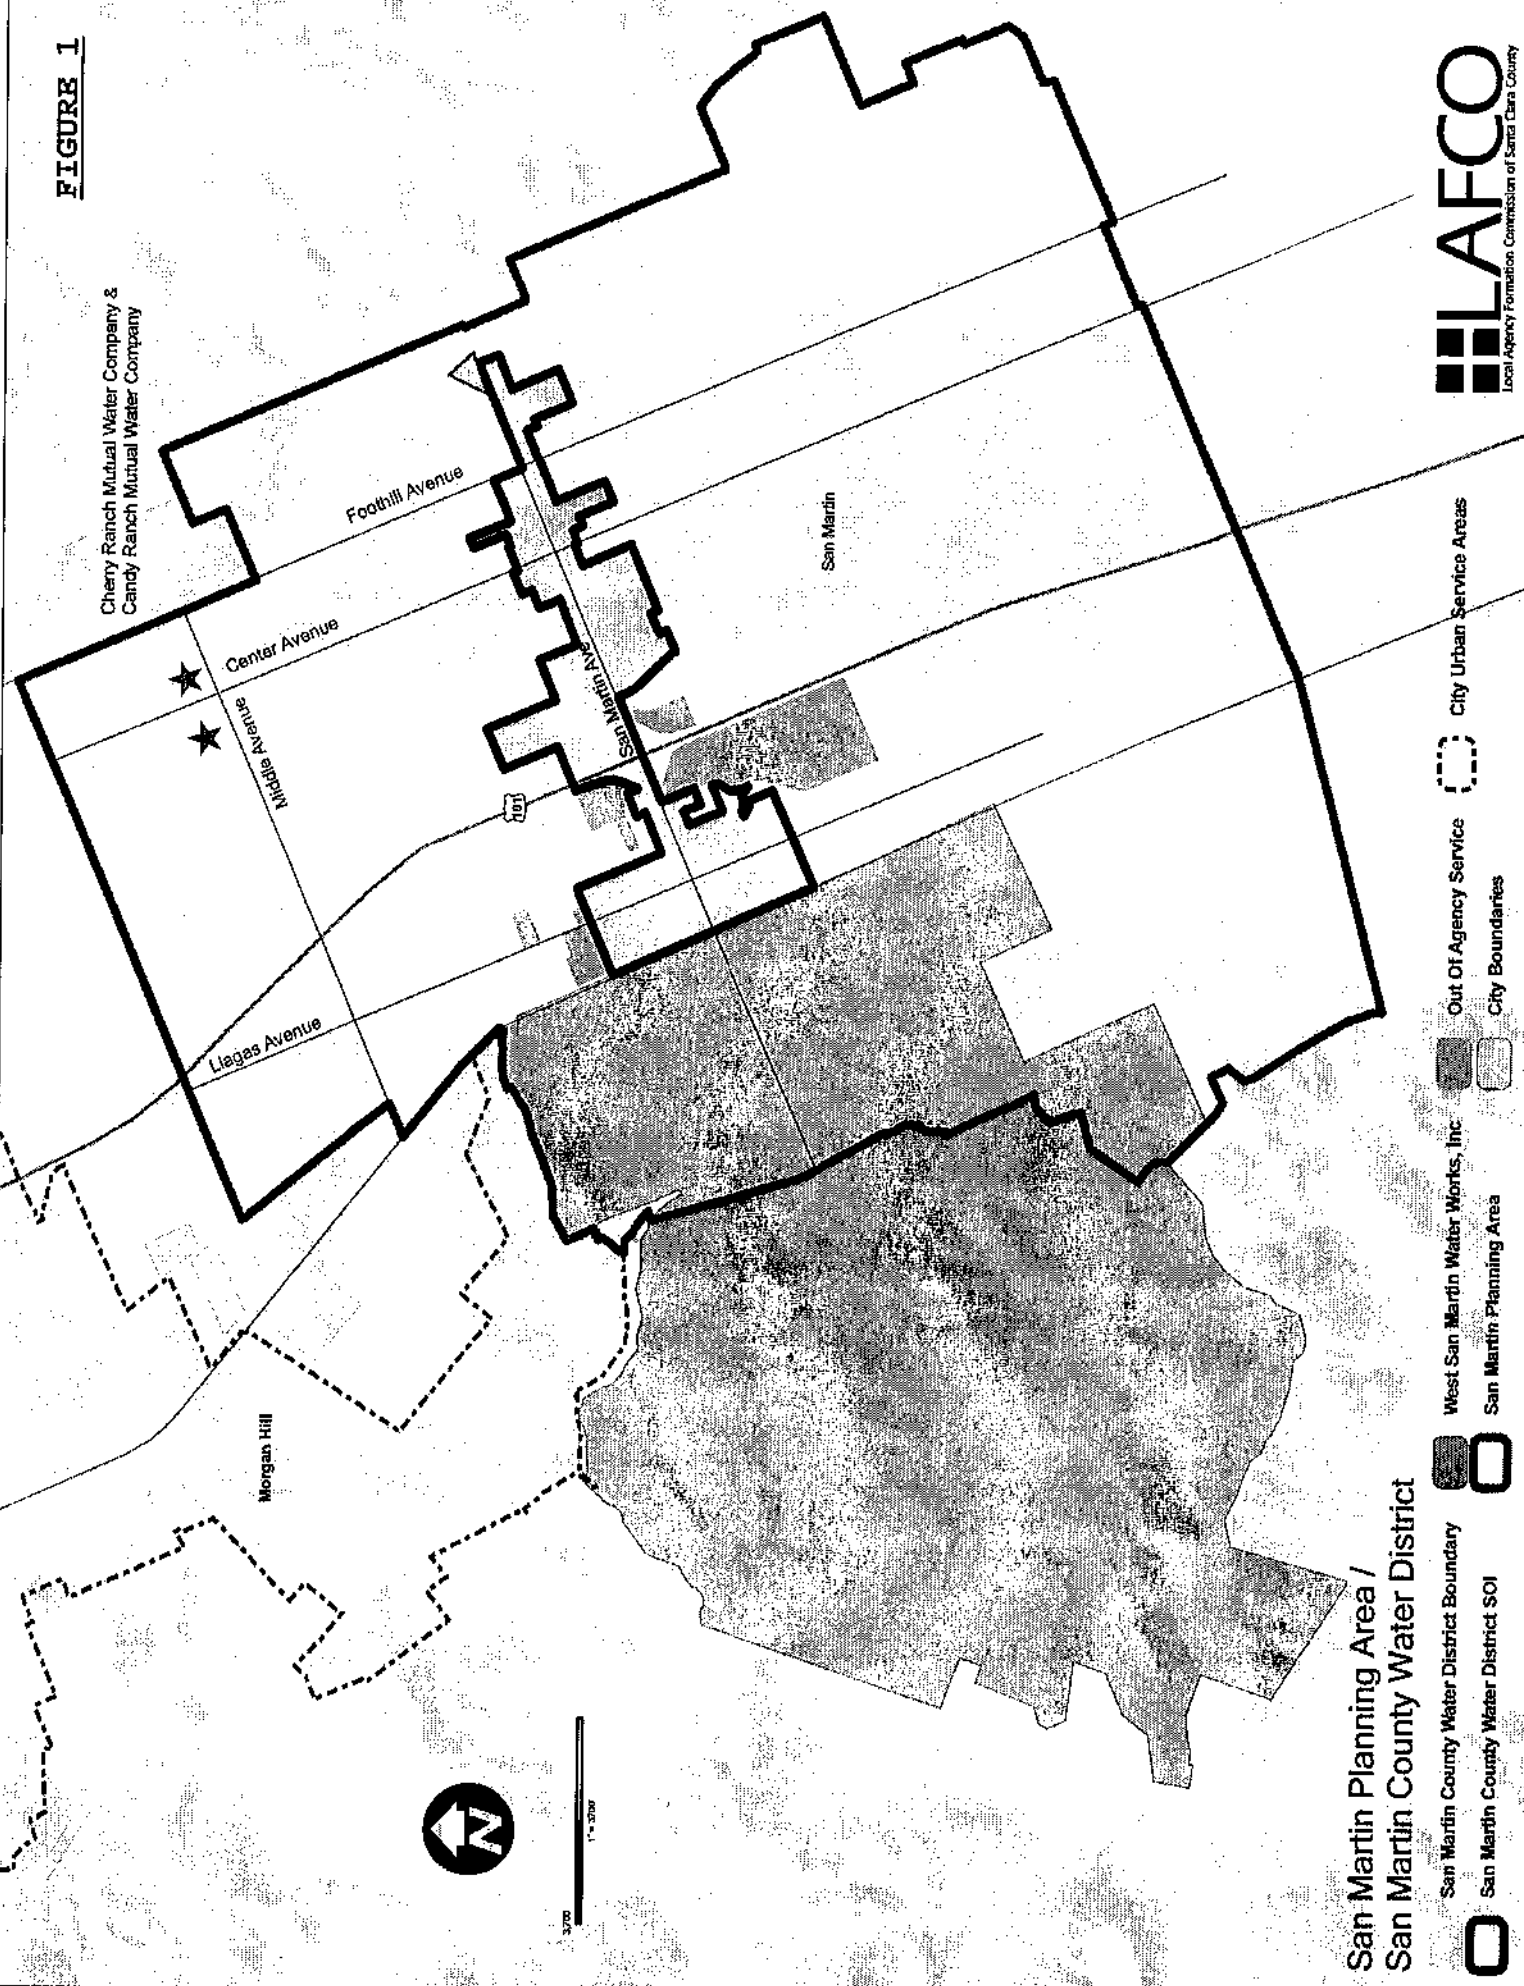 FIGURE 1
Cherry Ranch Mutual Water Company &
Candy Ranch Mutual Water Company
Foothill Avenue
Center Avenue
Middle Avenue
San Martin Ave
101
Llagas Avenue
San Martin
Morgan Hill
N
3,700
1" = 3700'
San Martin Planning Area /
San Martin County Water District
San Martin County Water District Boundary
West San Martin Water Works, Inc
Out Of Agency Service
City Urban Service Areas
San Martin County Water District SOI
San Martin Planning Area
City Boundaries
LAFCO
Local Agency Formation Commission of Santa Clara County